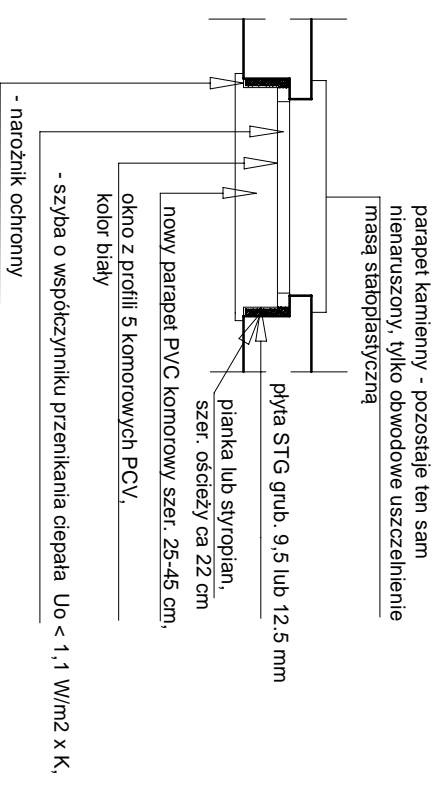 parapet kamienny - pozostaje ten sam
nienaruszony, tylko obwodowe uszczelnienie
masą stałoplastyczną
płyta STG grub. 9,5 lub 12.5 mm
pianka lub styropian,
szer. ościeży ca 22 cm
nowy parapet PVC komorowy szer. 25-45 cm,
okno z profili 5 komorowych PCV,
kolor biały
- szyba o współczynniku przenikania ciepała Uo < 1,1 W/m2 x K,
- narożnik ochronny